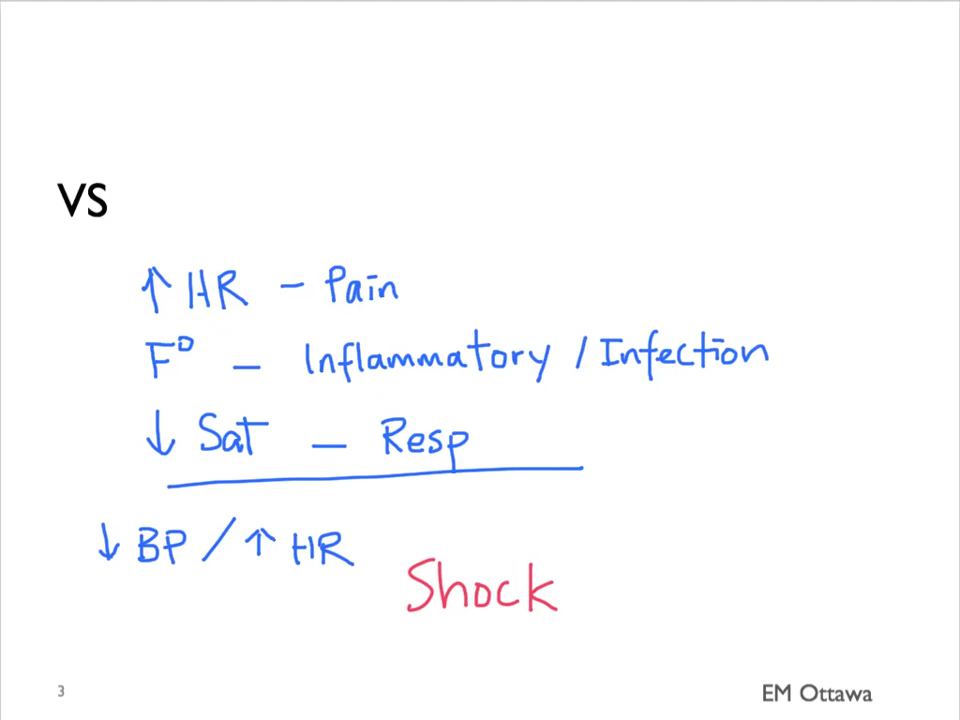 VS
↑ HR - Pain
F° - Inflammatory / Infection
↓ Sat - Resp
↓ BP / ↑ HR
Shock
3
EM Ottawa